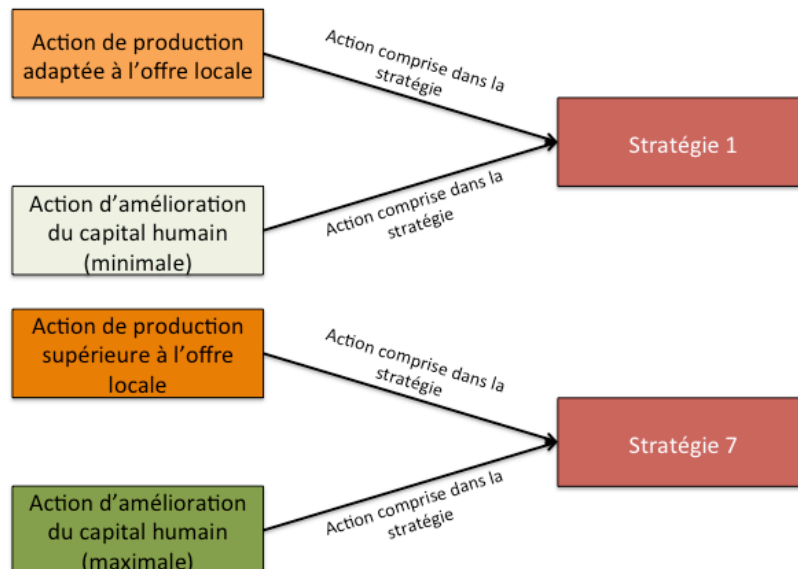 Action de production
adaptée à l'offre locale
Action comprise dans la
stratégie
Stratégie 1
Action d'amélioration
du capital humain
(minimale)
Action comprise dans la
stratégie
Action de production
supérieure à l'offre
locale
Action comprise dans la
stratégie
Stratégie 7
Action d'amélioration
du capital humain
(maximale)
Action comprise dans la
stratégie